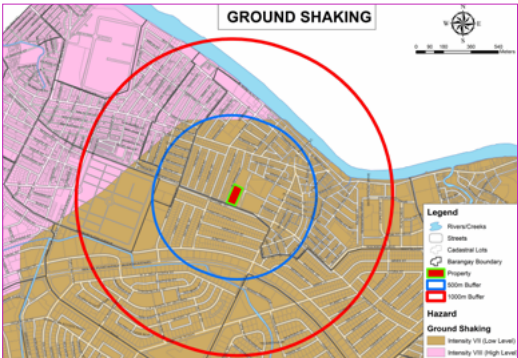 GROUND SHAKING
N
W
E
S
0 90 180 360 540
Meters
Legend
Rivers/Creeks
Streets
Cadastral Lots
Barangay Boundary
Property
500m Buffer
1000m Buffer
Hazard
Ground Shaking
Intensity VII (Low Level)
Intensity VIII (High Level)